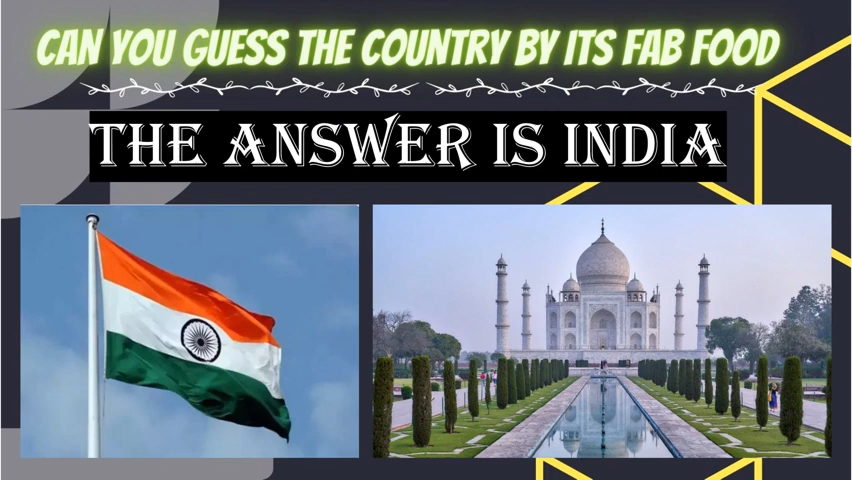 CAN YOU GUESS THE COUNTRY BY ITS FAB FOOD
THE ANSWER IS INDIA